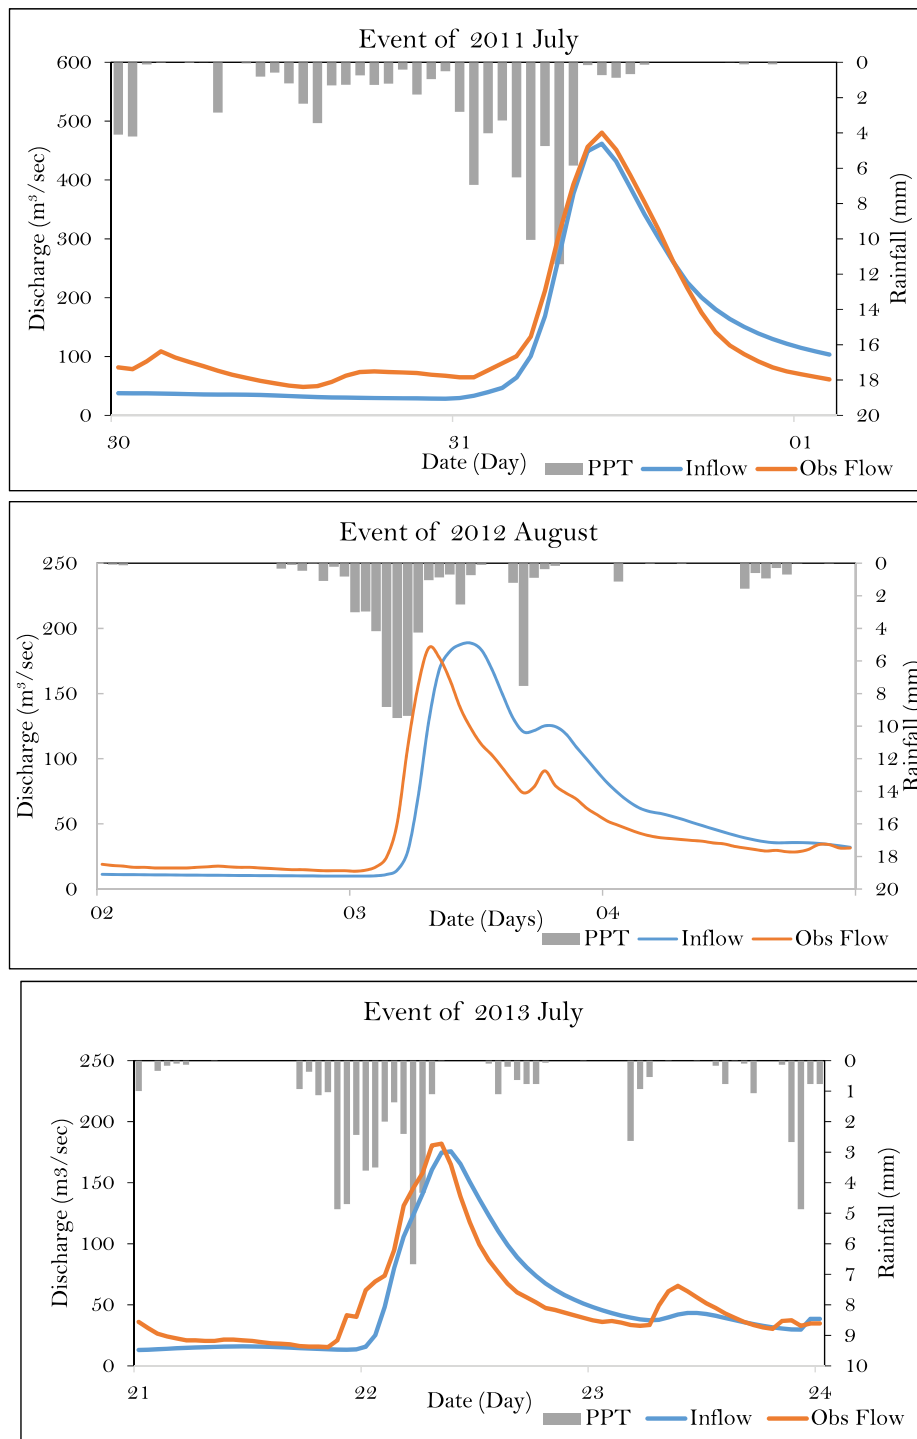 Event of 2011 July
600
500
400
300
200
100
0
0
2
4
6
8
10
12
14
16
18
20
Discharge (m³/sec)
Rainfall (mm)
30
31
01
Date (Day)
PPT
Inflow
Obs Flow
Event of 2012 August
250
200
150
100
50
0
0
2
4
6
8
10
12
14
16
18
20
Discharge (m³/sec)
Rainfall (mm)
02
03
04
Date (Days)
PPT
Inflow
Obs Flow
Event of 2013 July
250
200
150
100
50
0
0
1
2
3
4
5
6
7
8
9
10
Discharge (m3/sec)
Rainfall (mm)
21
22
23
24
Date (Day)
PPT
Inflow
Obs Flow